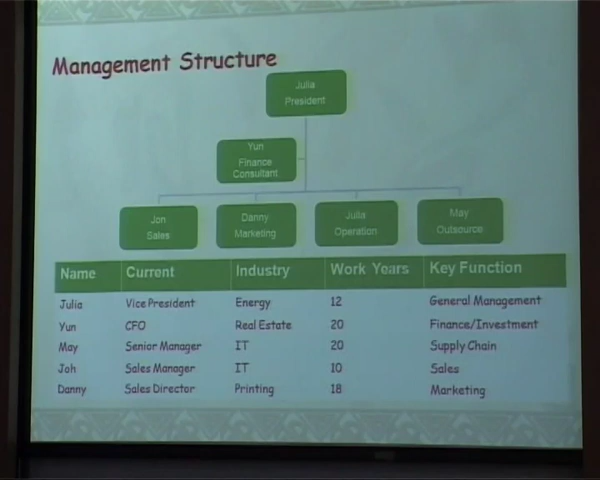 Management Structure
Julia
President
Yun
Finance
Consultant
Jon
Sales
Danny
Marketing
Julia
Operation
May
Outsource
Name Current Industry Work Years Key Function
Julia Vice President Energy 12 General Management
Yun CFO Real Estate 20 Finance/Investment
May Senior Manager IT 20 Supply Chain
Joh Sales Manager IT 10 Sales
Danny Sales Director Printing 18 Marketing